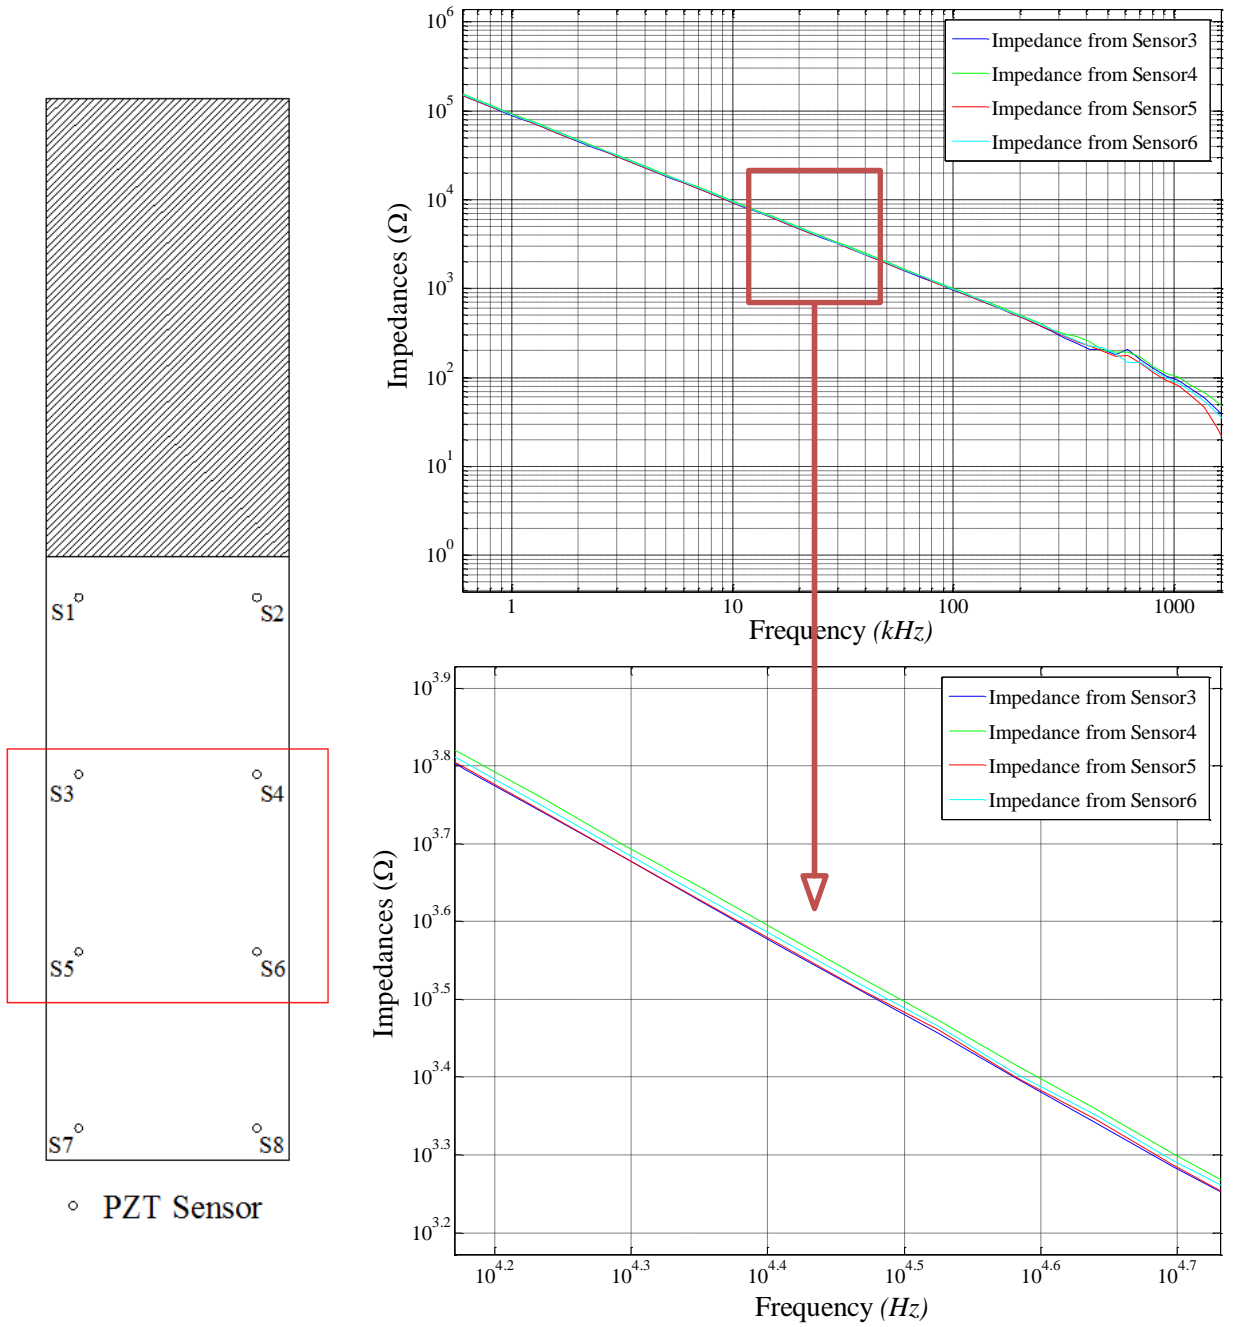 S1
S2
S3
S4
S5
S6
S7
S8
PZT Sensor
Impedances (Ω)
10^6
10^5
10^4
10^3
10^2
10^1
10^0
1
10
100
1000
Frequency (kHz)
Impedance from Sensor3
Impedance from Sensor4
Impedance from Sensor5
Impedance from Sensor6
Impedances (Ω)
10^3.9
10^3.8
10^3.7
10^3.6
10^3.5
10^3.4
10^3.3
10^3.2
10^4.2
10^4.3
10^4.4
10^4.5
10^4.6
10^4.7
Frequency (Hz)
Impedance from Sensor3
Impedance from Sensor4
Impedance from Sensor5
Impedance from Sensor6